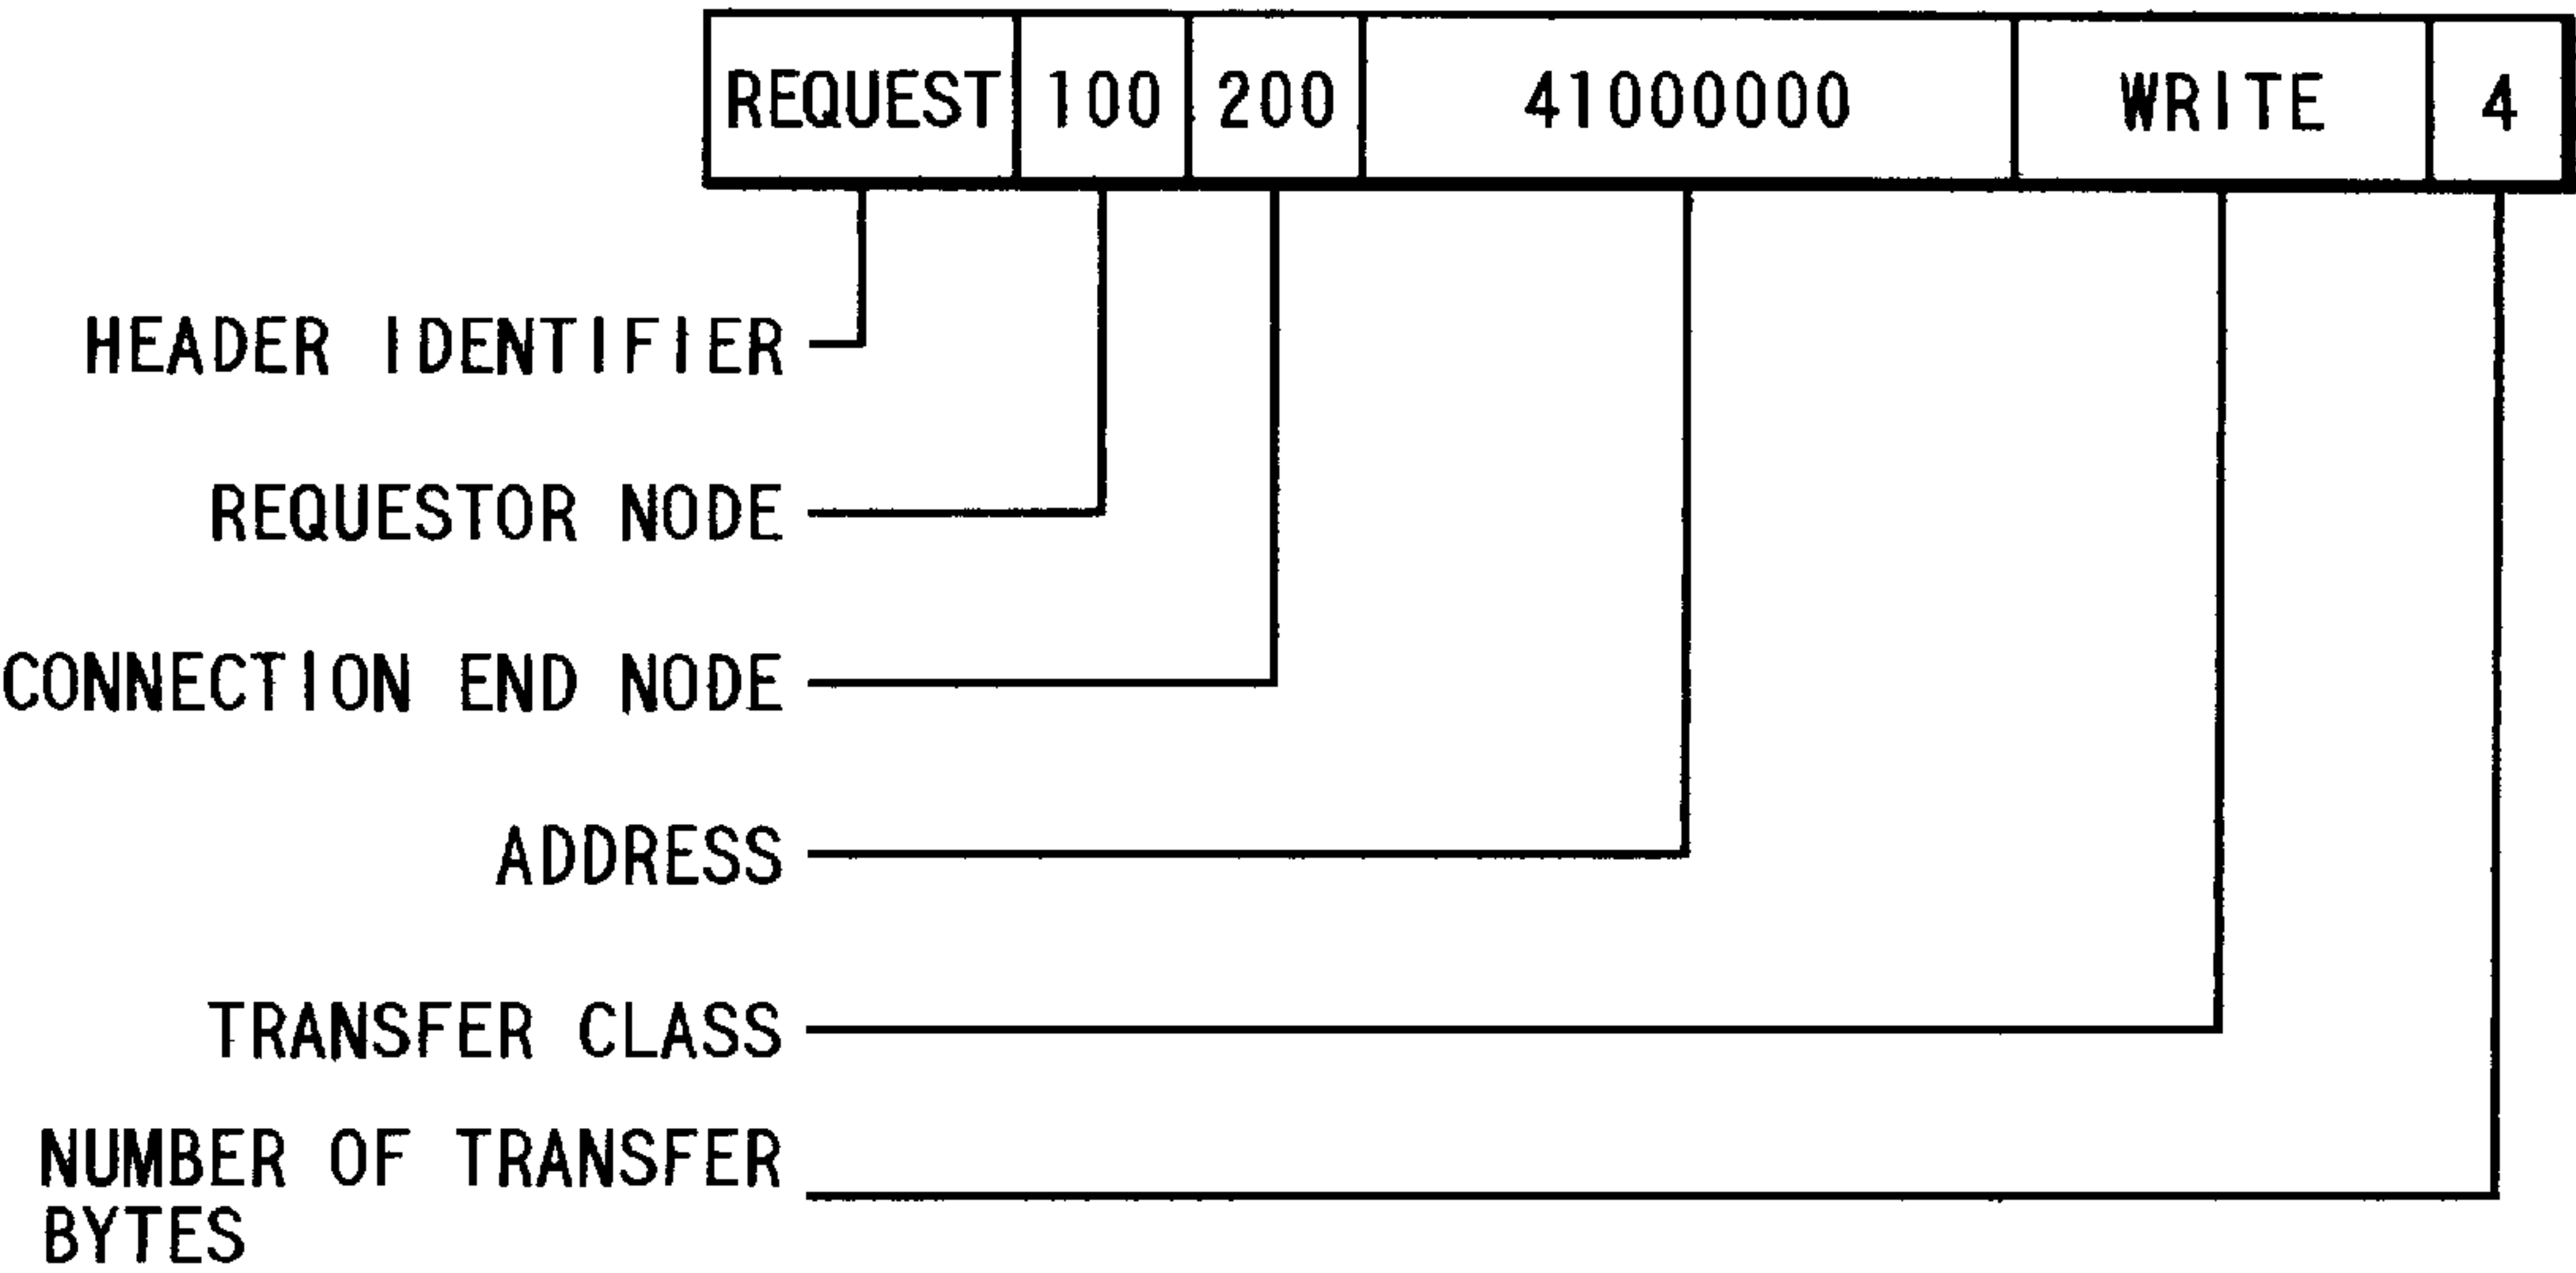 REQUEST 100 200 41000000 WRITE 4
HEADER IDENTIFIER
REQUESTOR NODE
CONNECTION END NODE
ADDRESS
TRANSFER CLASS
NUMBER OF TRANSFER
BYTES